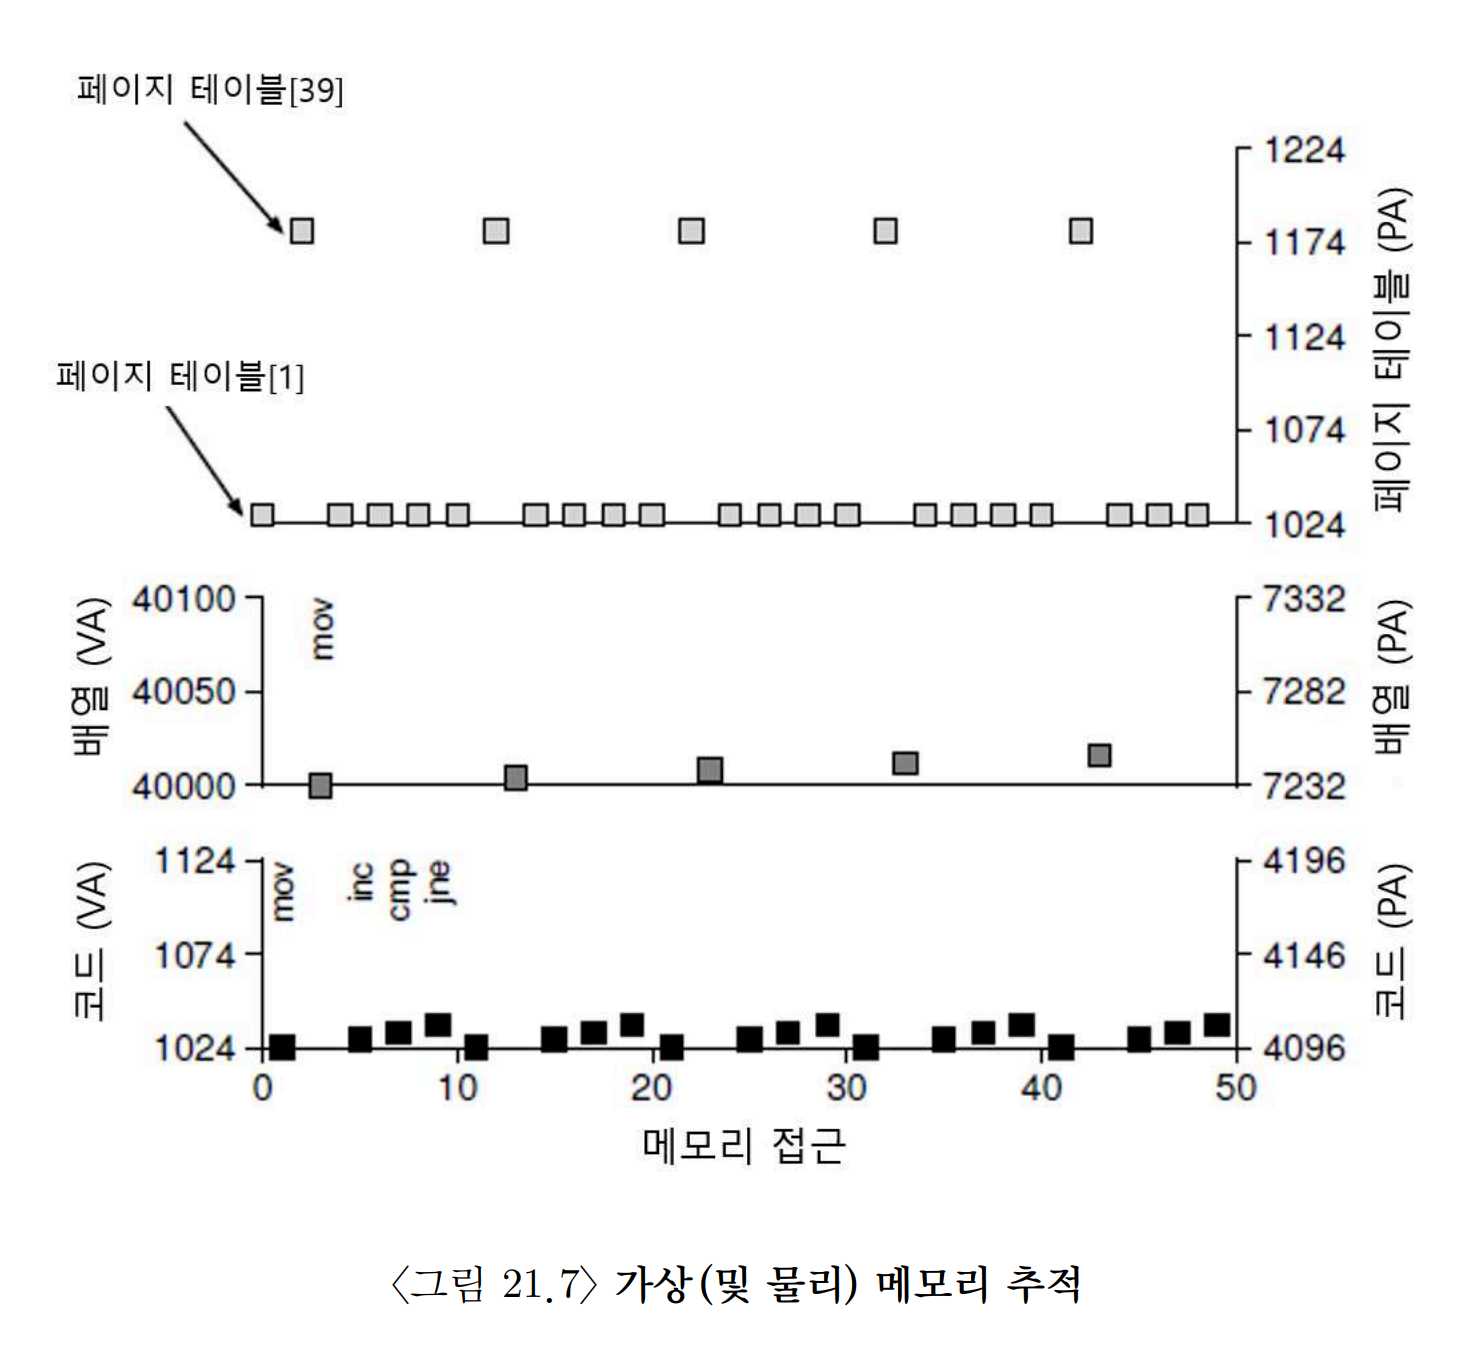 페이지 테이블[39]
1224
1174
1124
1074
1024
페이지 테이블 (PA)
페이지 테이블[1]
배열 (VA)
40100
40050
40000
mov
7332
7282
7232
배열 (PA)
코드 (VA)
1124
1074
1024
mov
inc
cmp
jne
4196
4146
4096
코드 (PA)
0 10 20 30 40 50
메모리 접근
〈그림 21.7〉 가상(및 물리) 메모리 추적